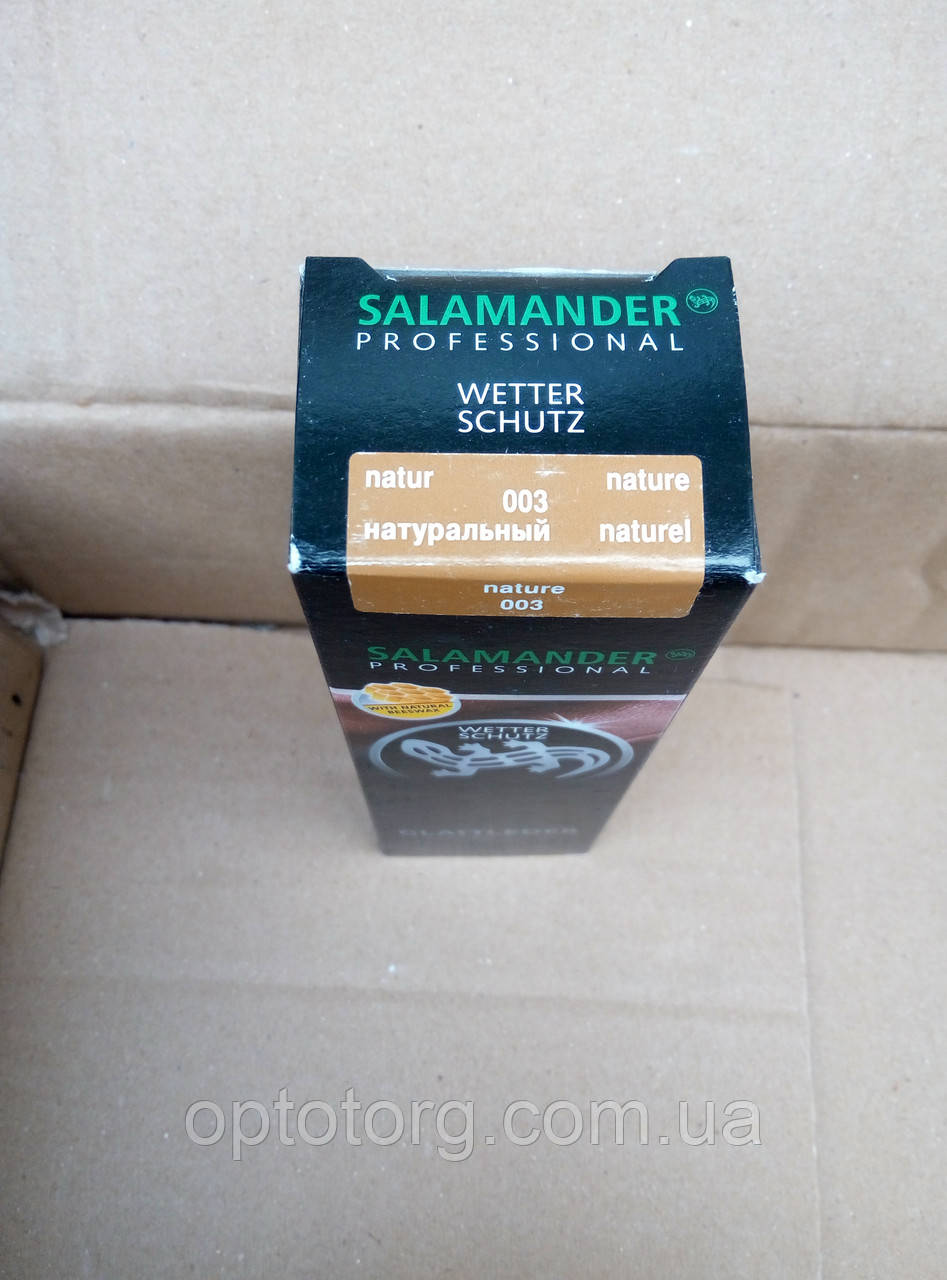 SALAMANDER
PROFESSIONAL
WETTER
SCHUTZ
natur nature
003
натуральный naturel
nature
003
SALAMANDER
PROFESSIONAL
WITH NATURAL
BEESWAX
WETTER
SCHUTZ
GLATTLEDER
optotorg.com.ua